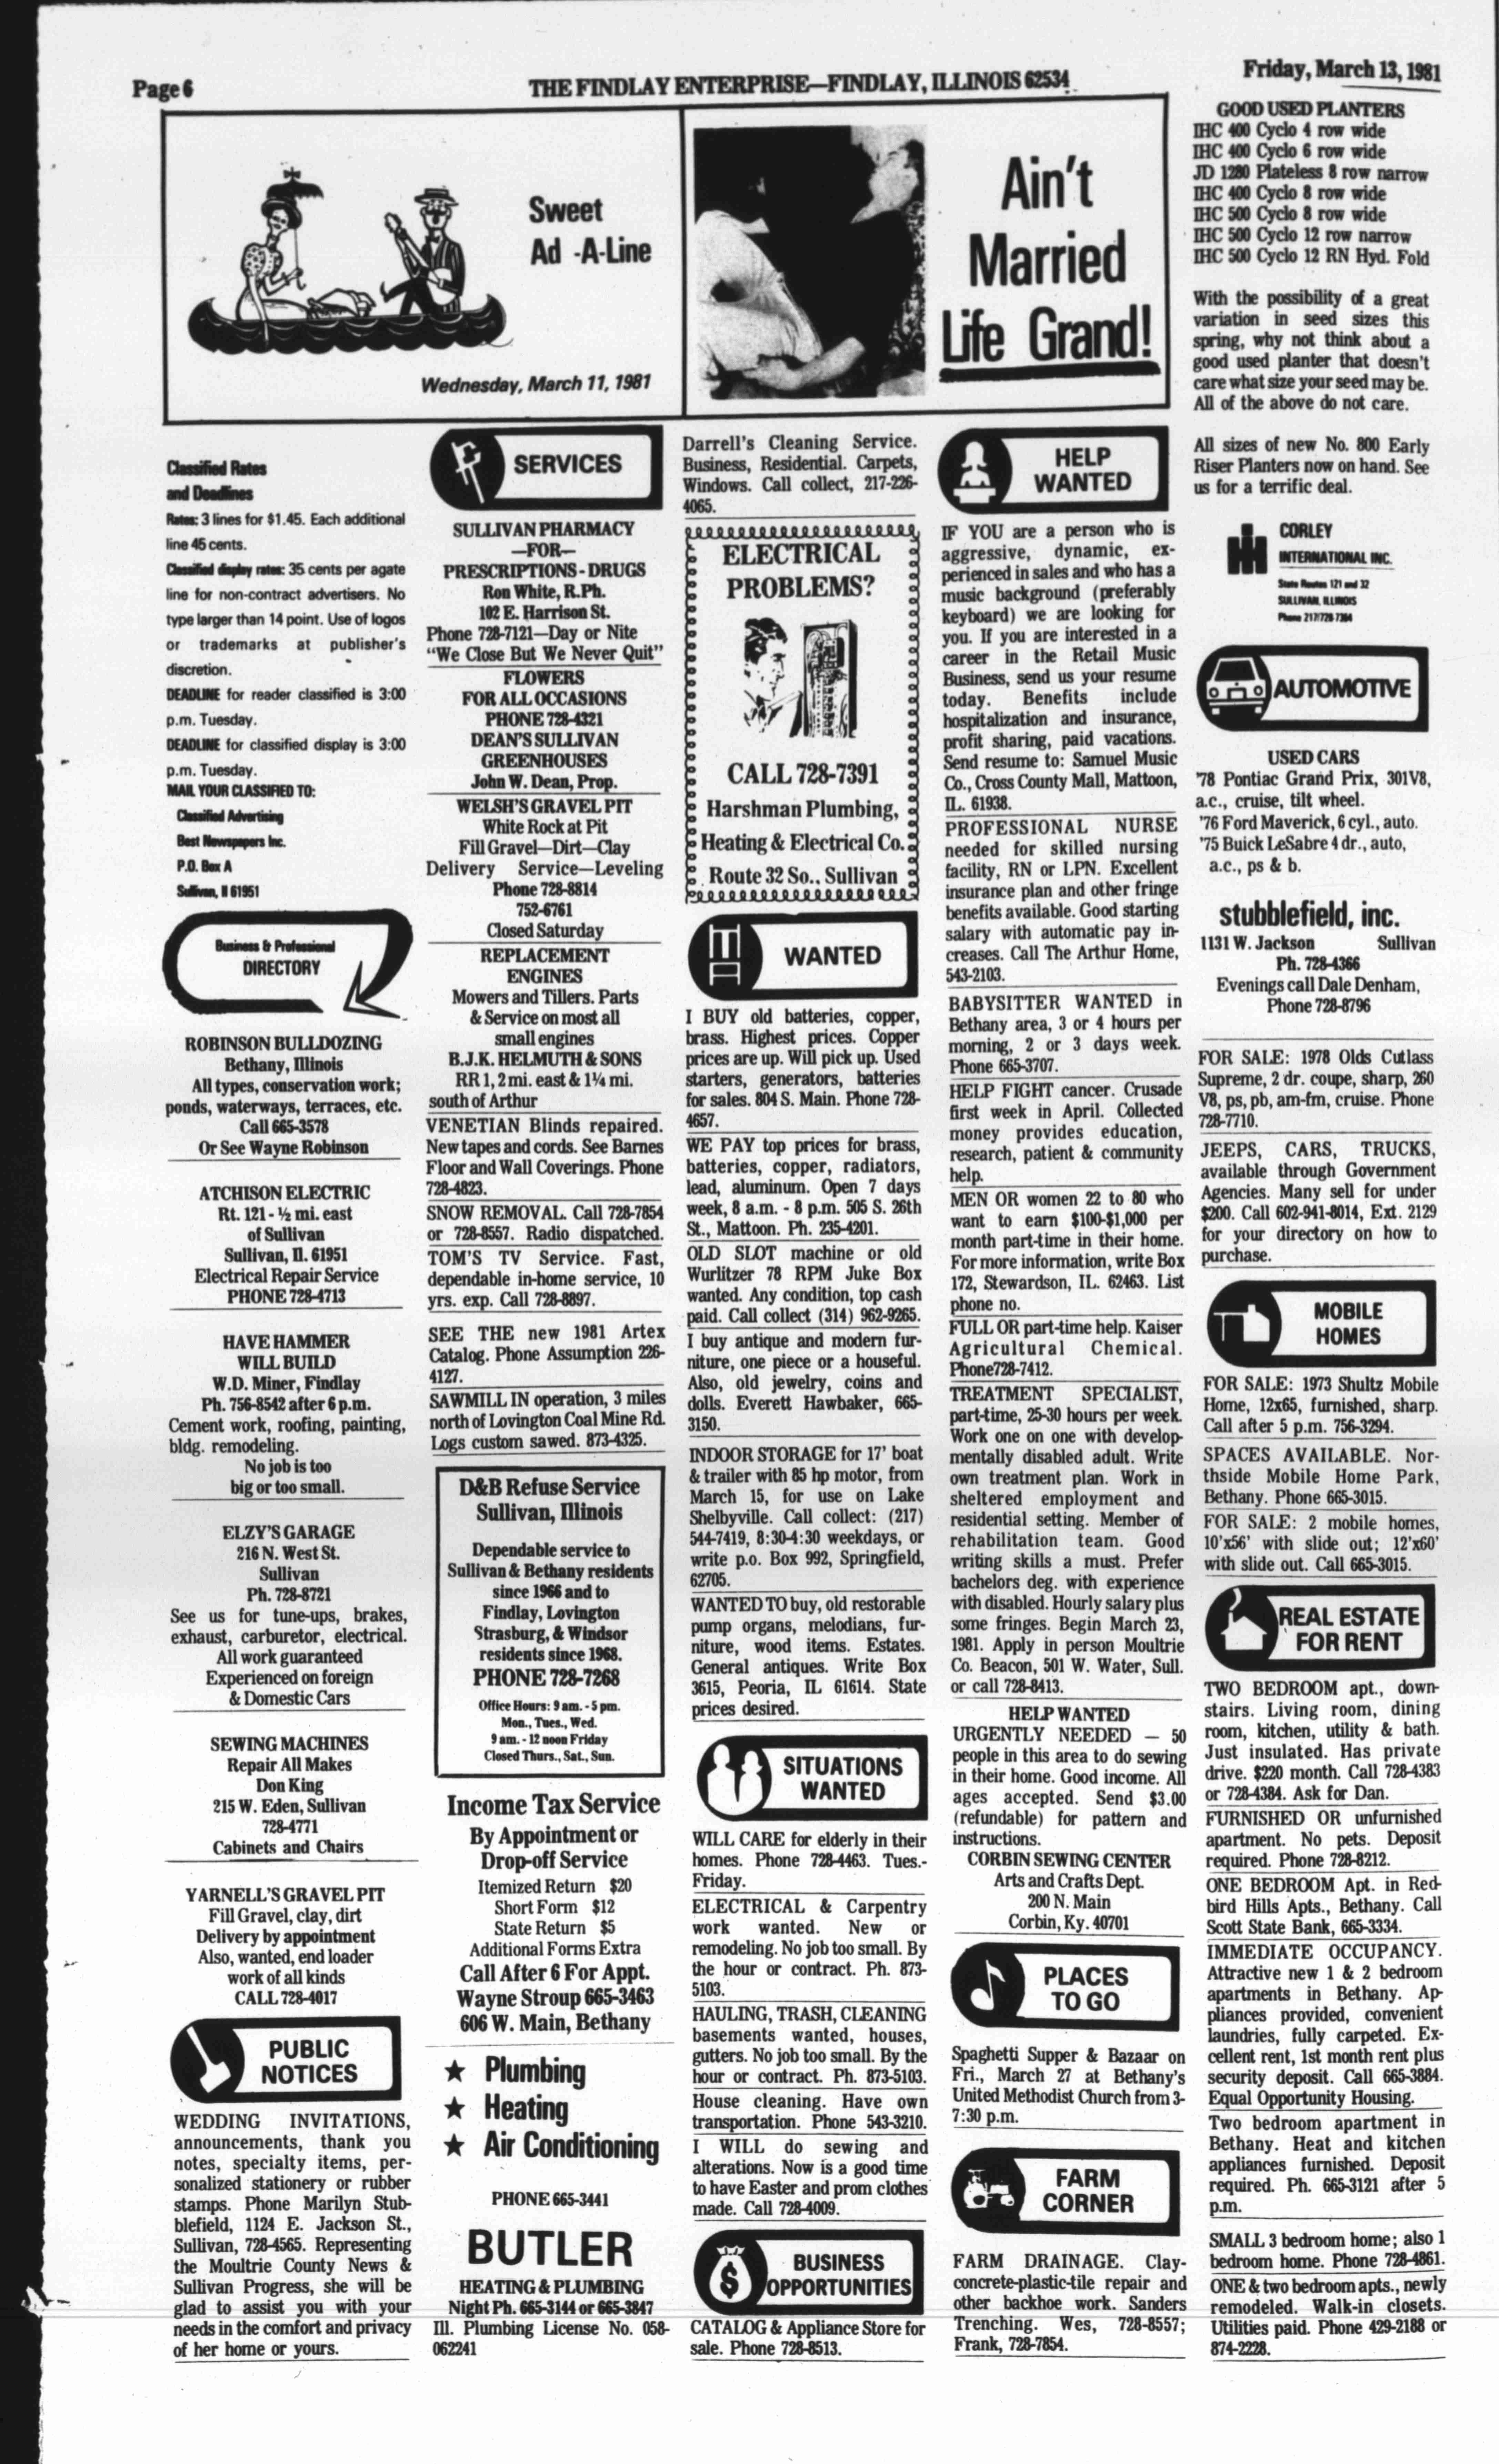 Page 6
THE FINDLAY ENTERPRISE—FINDLAY, ILLINOIS 62534
Friday, March 13, 1981
Sweet
Ad -A-Line
Wednesday, March 11, 1981
Ain't
Married
Life Grand!
Classified Rates
and Deadlines
Rates: 3 lines for $1.45. Each additional
line 45 cents.
Classified display rates: 35 cents per agate
line for non-contract advertisers. No
type larger than 14 point. Use of logos
or trademarks at publisher's
discretion.
DEADLINE for reader classified is 3:00
p.m. Tuesday.
DEADLINE for classified display is 3:00
p.m. Tuesday.
MAIL YOUR CLASSIFIED TO:
Classified Advertising
Best Newspapers Inc.
P.O. Box A
Sullivan, Il 61951
Business & Professional
DIRECTORY
ROBINSON BULLDOZING
Bethany, Illinois
All types, conservation work;
ponds, waterways, terraces, etc.
Call 665-3578
Or See Wayne Robinson
ATCHISON ELECTRIC
Rt. 121 - ½ mi. east
of Sullivan
Sullivan, Il. 61951
Electrical Repair Service
PHONE 728-4713
HAVE HAMMER
WILL BUILD
W.D. Miner, Findlay
Ph. 756-8542 after 6 p.m.
Cement work, roofing, painting,
bldg. remodeling.
No job is too
big or too small.
ELZY'S GARAGE
216 N. West St.
Sullivan
Ph. 728-8721
See us for tune-ups, brakes,
exhaust, carburetor, electrical.
All work guaranteed
Experienced on foreign
& Domestic Cars
SEWING MACHINES
Repair All Makes
Don King
215 W. Eden, Sullivan
728-4771
Cabinets and Chairs
YARNELL'S GRAVEL PIT
Fill Gravel, clay, dirt
Delivery by appointment
Also, wanted, end loader
work of all kinds
CALL 728-4017
PUBLIC
NOTICES
WEDDING INVITATIONS,
announcements, thank you
notes, specialty items, per-
sonalized stationery or rubber
stamps. Phone Marilyn Stub-
blefield, 1124 E. Jackson St.,
Sullivan, 728-4565. Representing
the Moultrie County News &
Sullivan Progress, she will be
glad to assist you with your
needs in the comfort and privacy
of her home or yours.
SERVICES
SULLIVAN PHARMACY
—FOR—
PRESCRIPTIONS - DRUGS
Ron White, R.Ph.
102 E. Harrison St.
Phone 728-7121—Day or Nite
"We Close But We Never Quit"
FLOWERS
FOR ALL OCCASIONS
PHONE 728-4321
DEAN'S SULLIVAN
GREENHOUSES
John W. Dean, Prop.
WELSH'S GRAVEL PIT
White Rock at Pit
Fill Gravel—Dirt—Clay
Delivery Service—Leveling
Phone 728-8814
752-6761
Closed Saturday
REPLACEMENT
ENGINES
Mowers and Tillers. Parts
& Service on most all
small engines
B.J.K. HELMUTH & SONS
RR 1, 2 mi. east & 1¼ mi.
south of Arthur
VENETIAN Blinds repaired.
New tapes and cords. See Barnes
Floor and Wall Coverings. Phone
728-4823.
SNOW REMOVAL. Call 728-7854
or 728-8557. Radio dispatched.
TOM'S TV Service. Fast,
dependable in-home service, 10
yrs. exp. Call 728-8897.
SEE THE new 1981 Artex
Catalog. Phone Assumption 226-
4127.
SAWMILL IN operation, 3 miles
north of Lovington Coal Mine Rd.
Logs custom sawed. 873-4325.
D&B Refuse Service
Sullivan, Illinois
Dependable service to
Sullivan & Bethany residents
since 1966 and to
Findlay, Lovington
Strasburg, & Windsor
residents since 1968.
PHONE 728-7268
Office Hours: 9 am. - 5 pm.
Mon., Tues., Wed.
9 am. - 12 noon Friday
Closed Thurs., Sat., Sun.
Income Tax Service
By Appointment or
Drop-off Service
Itemized Return $20
Short Form $12
State Return $5
Additional Forms Extra
Call After 6 For Appt.
Wayne Stroup 665-3463
606 W. Main, Bethany
★ Plumbing
★ Heating
★ Air Conditioning
PHONE 665-3441
BUTLER
HEATING & PLUMBING
Night Ph. 665-3144 or 665-3847
Ill. Plumbing License No. 058-
062241
Darrell's Cleaning Service.
Business, Residential. Carpets,
Windows. Call collect, 217-226-
4065.
ELECTRICAL
PROBLEMS?
CALL 728-7391
Harshman Plumbing,
Heating & Electrical Co.
Route 32 So., Sullivan
WANTED
I BUY old batteries, copper,
brass. Highest prices. Copper
prices are up. Will pick up. Used
starters, generators, batteries
for sales. 804 S. Main. Phone 728-
4657.
WE PAY top prices for brass,
batteries, copper, radiators,
lead, aluminum. Open 7 days
week, 8 a.m. - 8 p.m. 505 S. 26th
St., Mattoon. Ph. 235-4201.
OLD SLOT machine or old
Wurlitzer 78 RPM Juke Box
wanted. Any condition, top cash
paid. Call collect (314) 962-9265.
I buy antique and modern fur-
niture, one piece or a houseful.
Also, old jewelry, coins and
dolls. Everett Hawbaker, 665-
3150.
INDOOR STORAGE for 17' boat
& trailer with 85 hp motor, from
March 15, for use on Lake
Shelbyville. Call collect: (217)
544-7419, 8:30-4:30 weekdays, or
write p.o. Box 992, Springfield,
62705.
WANTED TO buy, old restorable
pump organs, melodians, fur-
niture, wood items. Estates.
General antiques. Write Box
3615, Peoria, IL 61614. State
prices desired.
SITUATIONS
WANTED
WILL CARE for elderly in their
homes. Phone 728-4463. Tues.-
Friday.
ELECTRICAL & Carpentry
work wanted. New or
remodeling. No job too small. By
the hour or contract. Ph. 873-
5103.
HAULING, TRASH, CLEANING
basements wanted, houses,
gutters. No job too small. By the
hour or contract. Ph. 873-5103.
House cleaning. Have own
transportation. Phone 543-3210.
I WILL do sewing and
alterations. Now is a good time
to have Easter and prom clothes
made. Call 728-4009.
BUSINESS
OPPORTUNITIES
CATALOG & Appliance Store for
sale. Phone 728-8513.
HELP
WANTED
IF YOU are a person who is
aggressive, dynamic, ex-
perienced in sales and who has a
music background (preferably
keyboard) we are looking for
you. If you are interested in a
career in the Retail Music
Business, send us your resume
today. Benefits include
hospitalization and insurance,
profit sharing, paid vacations.
Send resume to: Samuel Music
Co., Cross County Mall, Mattoon,
IL. 61938.
PROFESSIONAL NURSE
needed for skilled nursing
facility, RN or LPN. Excellent
insurance plan and other fringe
benefits available. Good starting
salary with automatic pay in-
creases. Call The Arthur Home,
543-2103.
BABYSITTER WANTED in
Bethany area, 3 or 4 hours per
morning, 2 or 3 days week.
Phone 665-3707.
HELP FIGHT cancer. Crusade
first week in April. Collected
money provides education,
research, patient & community
help.
MEN OR women 22 to 80 who
want to earn $100-$1,000 per
month part-time in their home.
For more information, write Box
172, Stewardson, IL. 62463. List
phone no.
FULL OR part-time help. Kaiser
Agricultural Chemical.
Phone728-7412.
TREATMENT SPECIALIST,
part-time, 25-30 hours per week.
Work one on one with develop-
mentally disabled adult. Write
own treatment plan. Work in
sheltered employment and
residential setting. Member of
rehabilitation team. Good
writing skills a must. Prefer
bachelors deg. with experience
with disabled. Hourly salary plus
some fringes. Begin March 23,
1981. Apply in person Moultrie
Co. Beacon, 501 W. Water, Sull.
or call 728-8413.
HELP WANTED
URGENTLY NEEDED — 50
people in this area to do sewing
in their home. Good income. All
ages accepted. Send $3.00
(refundable) for pattern and
instructions.
CORBIN SEWING CENTER
Arts and Crafts Dept.
200 N. Main
Corbin, Ky. 40701
PLACES
TO GO
Spaghetti Supper & Bazaar on
Fri., March 27 at Bethany's
United Methodist Church from 3-
7:30 p.m.
FARM
CORNER
FARM DRAINAGE. Clay-
concrete-plastic-tile repair and
other backhoe work. Sanders
Trenching. Wes, 728-8557;
Frank, 728-7854.
GOOD USED PLANTERS
IHC 400 Cyclo 4 row wide
IHC 400 Cyclo 6 row wide
JD 1280 Plateless 8 row narrow
IHC 400 Cyclo 8 row wide
IHC 500 Cyclo 8 row wide
IHC 500 Cyclo 12 row narrow
IHC 500 Cyclo 12 RN Hyd. Fold
With the possibility of a great
variation in seed sizes this
spring, why not think about a
good used planter that doesn't
care what size your seed may be.
All of the above do not care.
All sizes of new No. 800 Early
Riser Planters now on hand. See
us for a terrific deal.
CORLEY
INTERNATIONAL INC.
State Routes 121 and 32
SULLIVAN, ILLINOIS
Phone 217/728-7364
AUTOMOTIVE
USED CARS
'78 Pontiac Grand Prix, 301V8,
a.c., cruise, tilt wheel.
'76 Ford Maverick, 6 cyl., auto.
'75 Buick LeSabre 4 dr., auto,
a.c., ps & b.
stubblefield, inc.
1131 W. Jackson Sullivan
Ph. 728-4366
Evenings call Dale Denham,
Phone 728-8796
FOR SALE: 1978 Olds Cutlass
Supreme, 2 dr. coupe, sharp, 260
V8, ps, pb, am-fm, cruise. Phone
728-7710.
JEEPS, CARS, TRUCKS,
available through Government
Agencies. Many sell for under
$200. Call 602-941-8014, Ext. 2129
for your directory on how to
purchase.
MOBILE
HOMES
FOR SALE: 1973 Shultz Mobile
Home, 12x65, furnished, sharp.
Call after 5 p.m. 756-3294.
SPACES AVAILABLE. Nor-
thside Mobile Home Park,
Bethany. Phone 665-3015.
FOR SALE: 2 mobile homes,
10'x56' with slide out; 12'x60'
with slide out. Call 665-3015.
REAL ESTATE
FOR RENT
TWO BEDROOM apt., down-
stairs. Living room, dining
room, kitchen, utility & bath.
Just insulated. Has private
drive. $220 month. Call 728-4383
or 728-4384. Ask for Dan.
FURNISHED OR unfurnished
apartment. No pets. Deposit
required. Phone 728-8212.
ONE BEDROOM Apt. in Red-
bird Hills Apts., Bethany. Call
Scott State Bank, 665-3334.
IMMEDIATE OCCUPANCY.
Attractive new 1 & 2 bedroom
apartments in Bethany. Ap-
pliances provided, convenient
laundries, fully carpeted. Ex-
cellent rent, 1st month rent plus
security deposit. Call 665-3884.
Equal Opportunity Housing.
Two bedroom apartment in
Bethany. Heat and kitchen
appliances furnished. Deposit
required. Ph. 665-3121 after 5
p.m.
SMALL 3 bedroom home; also 1
bedroom home. Phone 728-4861.
ONE & two bedroom apts., newly
remodeled. Walk-in closets.
Utilities paid. Phone 429-2188 or
874-2228.